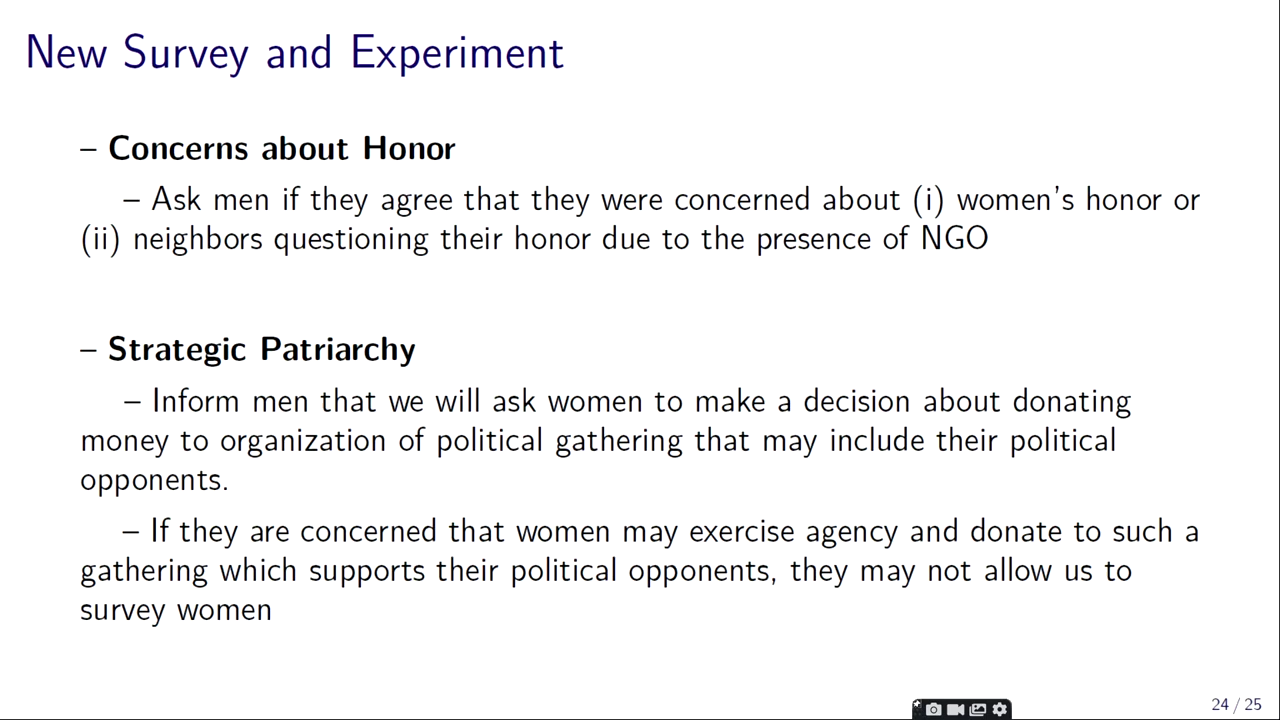 New Survey and Experiment
– Concerns about Honor
– Ask men if they agree that they were concerned about (i) women's honor or
(ii) neighbors questioning their honor due to the presence of NGO
– Strategic Patriarchy
– Inform men that we will ask women to make a decision about donating
money to organization of political gathering that may include their political
opponents.
– If they are concerned that women may exercise agency and donate to such a
gathering which supports their political opponents, they may not allow us to
survey women
24 / 25